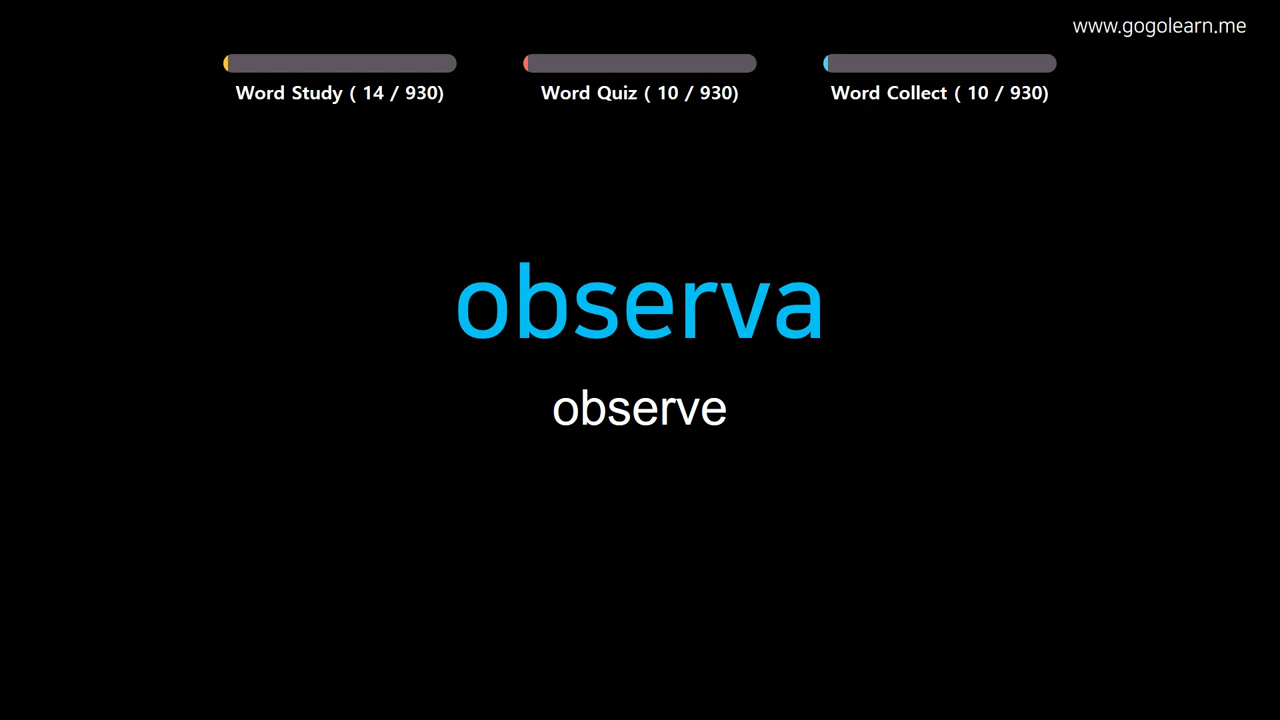 www.gogolearn.me
Word Study ( 14 / 930)
Word Quiz ( 10 / 930)
Word Collect ( 10 / 930)
observa
observe